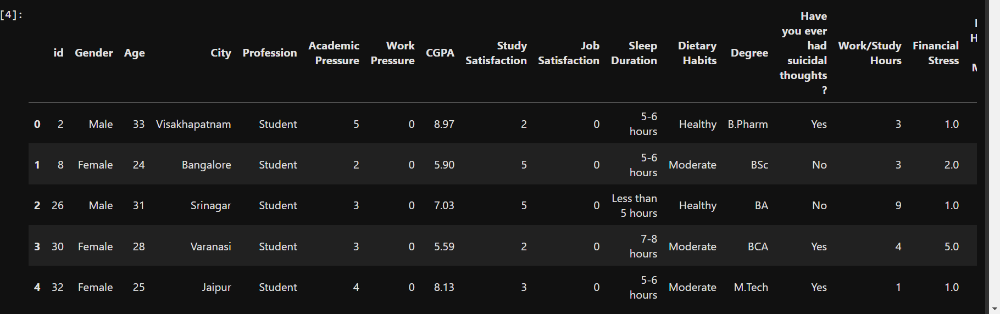 [4]:
id Gender Age City Profession Academic Pressure Work Pressure CGPA Study Satisfaction Job Satisfaction Sleep Duration Dietary Habits Degree Have you ever had suicidal thoughts ? Work/Study Hours Financial Stress
0 2 Male 33 Visakhapatnam Student 5 0 8.97 2 0 5-6 hours Healthy B.Pharm Yes 3 1.0
1 8 Female 24 Bangalore Student 2 0 5.90 5 0 5-6 hours Moderate BSc No 3 2.0
2 26 Male 31 Srinagar Student 3 0 7.03 5 0 Less than 5 hours Healthy BA No 9 1.0
3 30 Female 28 Varanasi Student 3 0 5.59 2 0 7-8 hours Moderate BCA Yes 4 5.0
4 32 Female 25 Jaipur Student 4 0 8.13 3 0 5-6 hours Moderate M.Tech Yes 1 1.0